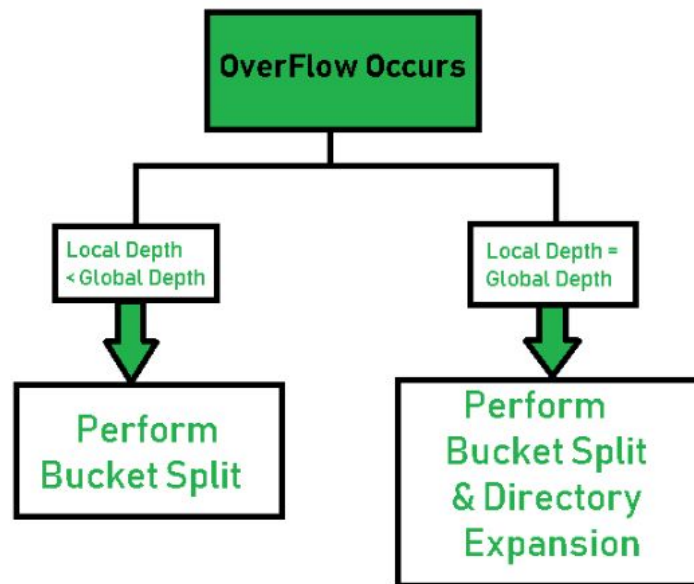 OverFlow Occurs
Local Depth
< Global Depth
Local Depth =
Global Depth
Perform
Bucket Split
Perform
Bucket Split
& Directory
Expansion